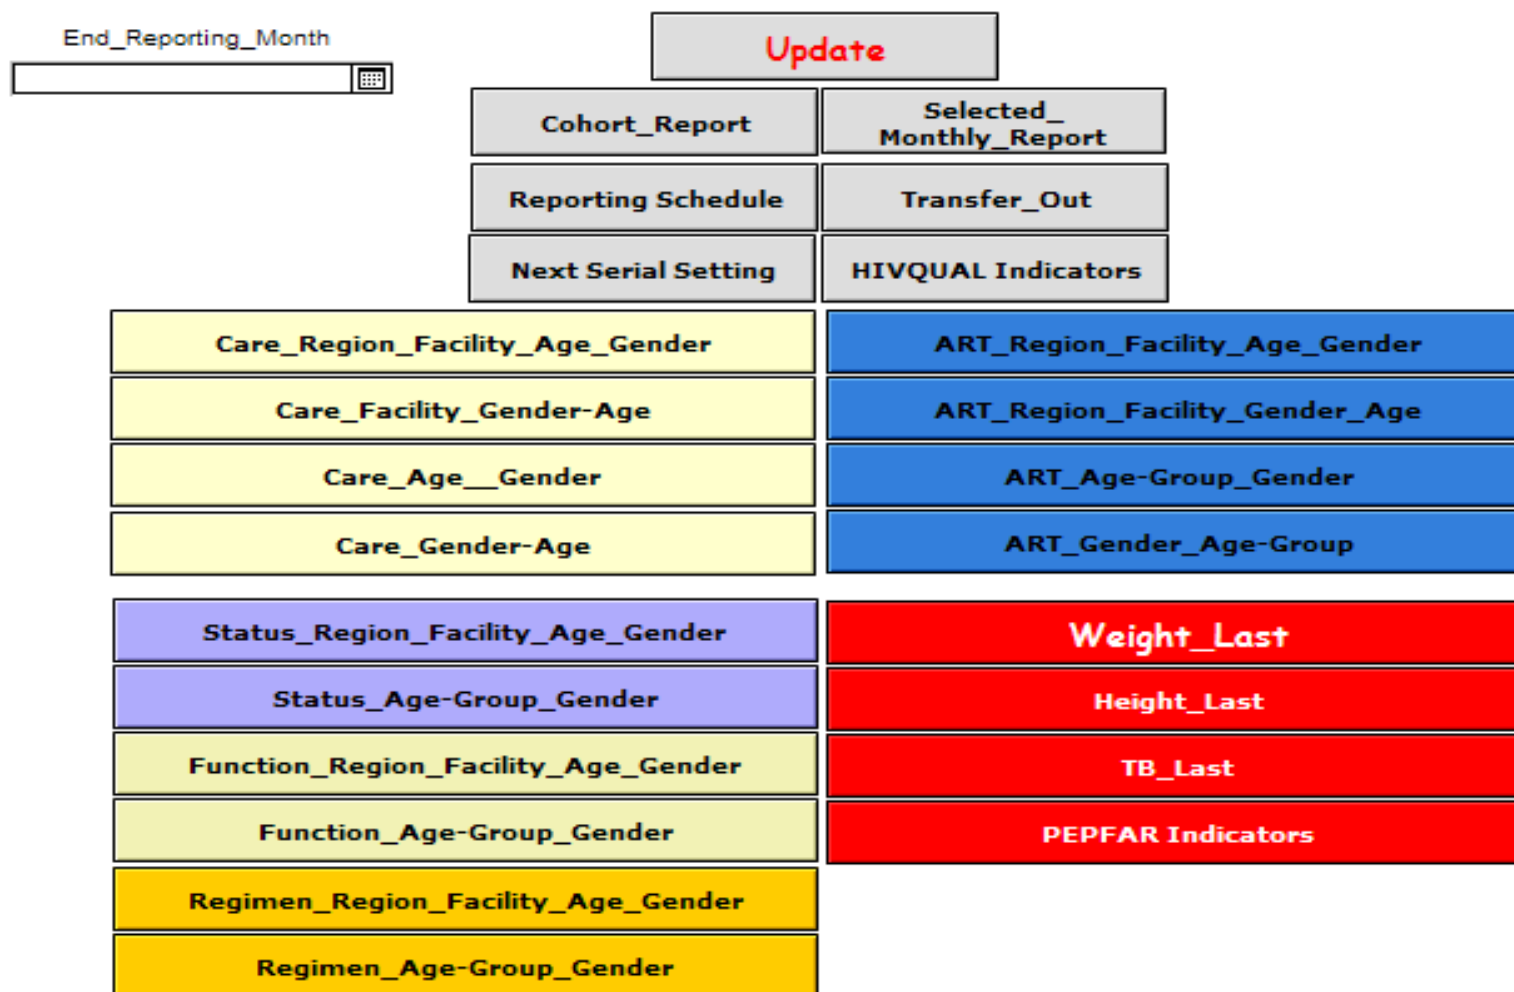 End_Reporting_Month
Update
Cohort_Report
Selected_
Monthly_Report
Reporting Schedule
Transfer_Out
Next Serial Setting
HIVQUAL Indicators
Care_Region_Facility_Age_Gender
ART_Region_Facility_Age_Gender
Care_Facility_Gender-Age
ART_Region_Facility_Gender_Age
Care_Age__Gender
ART_Age-Group_Gender
Care_Gender-Age
ART_Gender_Age-Group
Status_Region_Facility_Age_Gender
Weight_Last
Status_Age-Group_Gender
Height_Last
Function_Region_Facility_Age_Gender
TB_Last
Function_Age-Group_Gender
PEPFAR Indicators
Regimen_Region_Facility_Age_Gender
Regimen_Age-Group_Gender